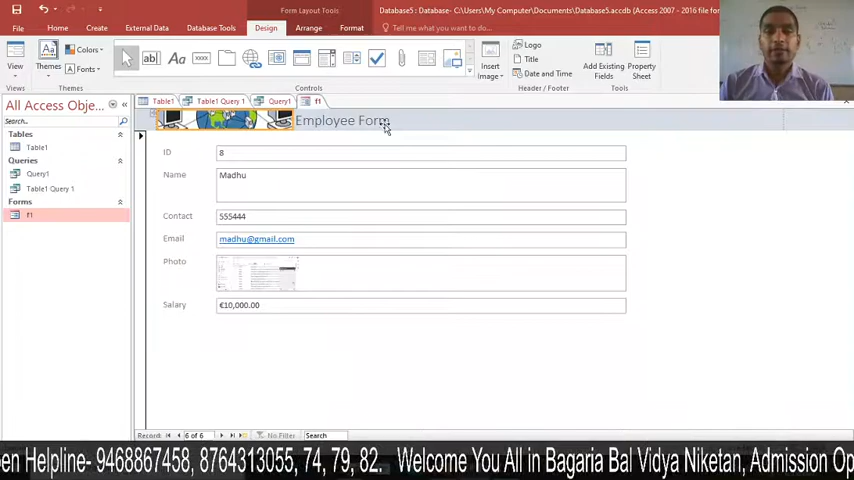 Form Layout Tools
Database5 : Database- C:\Users\My Computer\Documents\Database5.accdb (Access 2007 - 2016 file for
File Home Create External Data Database Tools Design Arrange Format Tell me what you want to do...
View
Views
Themes
Colors
Fonts
Themes
ab|
Aa
xxxx
Controls
Insert
Image
Logo
Title
Date and Time
Header / Footer
Add Existing
Fields
Property
Sheet
Tools
All Access Obje...
Search...
Tables
Table1
Queries
Query1
Table1 Query 1
Forms
f1
Table1 Table1 Query 1 Query1 f1
Employee Form
ID 8
Name Madhu
Contact 555444
Email madhu@gmail.com
Photo
Salary €10,000.00
Record: 6 of 6 No Filter Search
en Helpline- 9468867458, 8764313055, 74, 79, 82. Welcome You All in Bagaria Bal Vidya Niketan, Admission Op